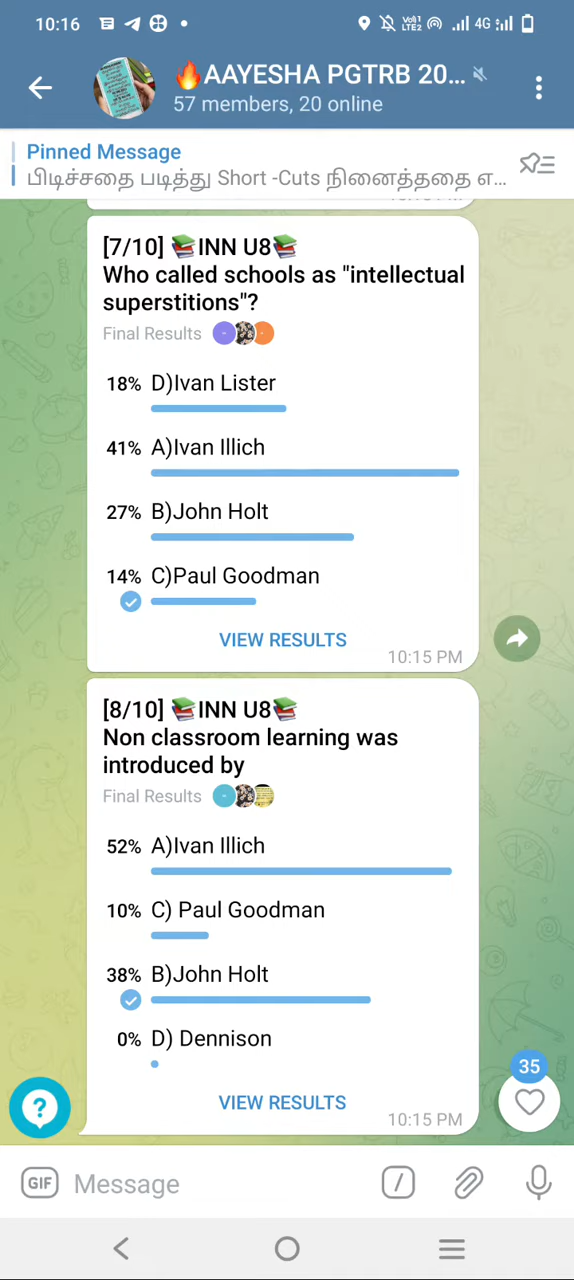 10:16
Vo)) LTE2
4G
🔥AAYESHA PGTRB 20...
57 members, 20 online
Pinned Message
பிடிச்சதை படித்து Short -Cuts நினைத்ததை எ...
[7/10] 📚INN U8📚
Who called schools as "intellectual
superstitions"?
Final Results
18% D)Ivan Lister
41% A)Ivan Illich
27% B)John Holt
14% C)Paul Goodman
VIEW RESULTS
10:15 PM
[8/10] 📚INN U8📚
Non classroom learning was
introduced by
Final Results
52% A)Ivan Illich
10% C) Paul Goodman
38% B)John Holt
0% D) Dennison
VIEW RESULTS
10:15 PM
35
?
GIF Message
/